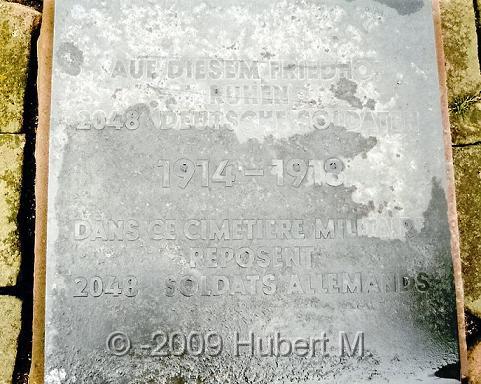 AUF DIESEM FRIEDHOF
RUHEN
2048 DEUTSCHE SOLDATEN
1914 - 1918
DANS CE CIMETIERE MILITAIRE
REPOSENT
2048 SOLDATS ALLEMANDS
© -2009 Hubert M.